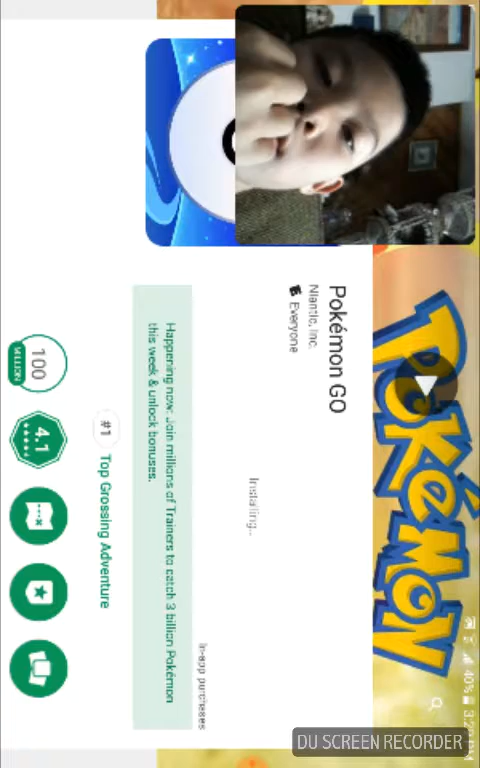 POKéMON
40%
Pokémon GO
Niantic, Inc.
Everyone
Installing..
In-app purchases
Happening now: Join millions of Trainers to catch 3 billion Pokémon
this week & unlock bonuses.
#1 Top Grossing Adventure
100
MILLION
4.1
DU SCREEN RECORDER